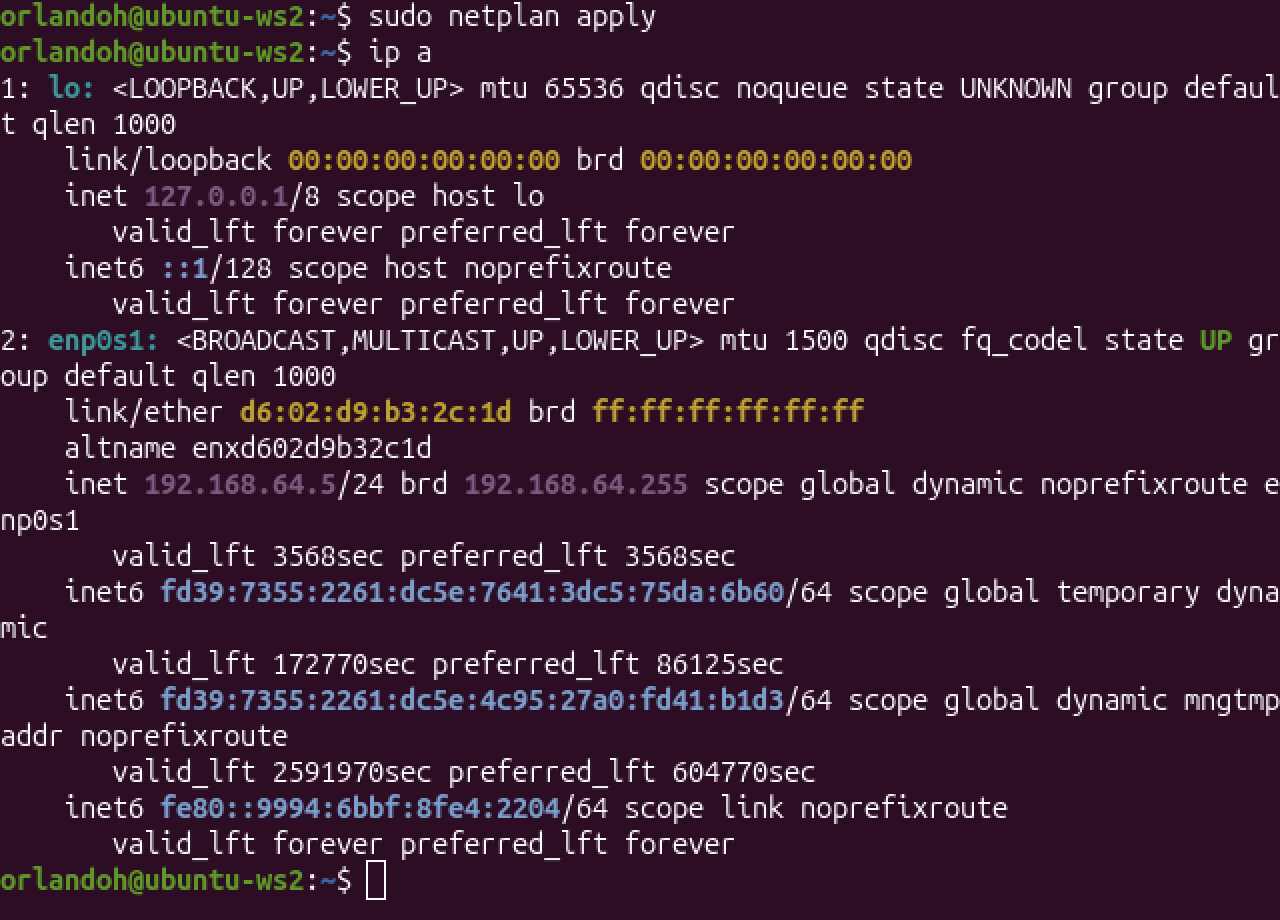 orlandoh@ubuntu-ws2:~$ sudo netplan apply
orlandoh@ubuntu-ws2:~$ ip a
1: lo: <LOOPBACK,UP,LOWER_UP> mtu 65536 qdisc noqueue state UNKNOWN group defaul
t qlen 1000
    link/loopback 00:00:00:00:00:00 brd 00:00:00:00:00:00
    inet 127.0.0.1/8 scope host lo
       valid_lft forever preferred_lft forever
    inet6 ::1/128 scope host noprefixroute
       valid_lft forever preferred_lft forever
2: enp0s1: <BROADCAST,MULTICAST,UP,LOWER_UP> mtu 1500 qdisc fq_codel state UP gr
oup default qlen 1000
    link/ether d6:02:d9:b3:2c:1d brd ff:ff:ff:ff:ff:ff
    altname enxd602d9b32c1d
    inet 192.168.64.5/24 brd 192.168.64.255 scope global dynamic noprefixroute e
np0s1
       valid_lft 3568sec preferred_lft 3568sec
    inet6 fd39:7355:2261:dc5e:7641:3dc5:75da:6b60/64 scope global temporary dyna
mic
       valid_lft 172770sec preferred_lft 86125sec
    inet6 fd39:7355:2261:dc5e:4c95:27a0:fd41:b1d3/64 scope global dynamic mngtmp
addr noprefixroute
       valid_lft 2591970sec preferred_lft 604770sec
    inet6 fe80::9994:6bbf:8fe4:2204/64 scope link noprefixroute
       valid_lft forever preferred_lft forever
orlandoh@ubuntu-ws2:~$